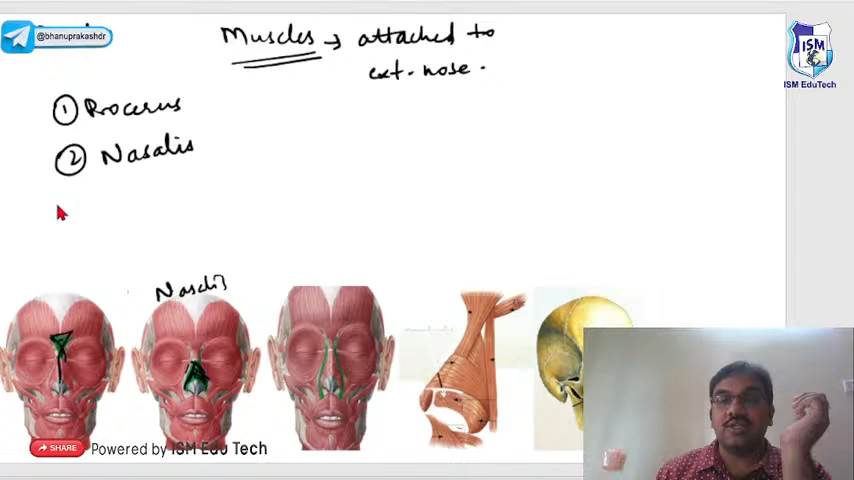 @bhanuprakashdr
Muscles → attached to
ext. nose.
① Procerus
② Nasalis
ISM
ISM EduTech
Nasalis
SHARE
Powered by ISM Edu Tech